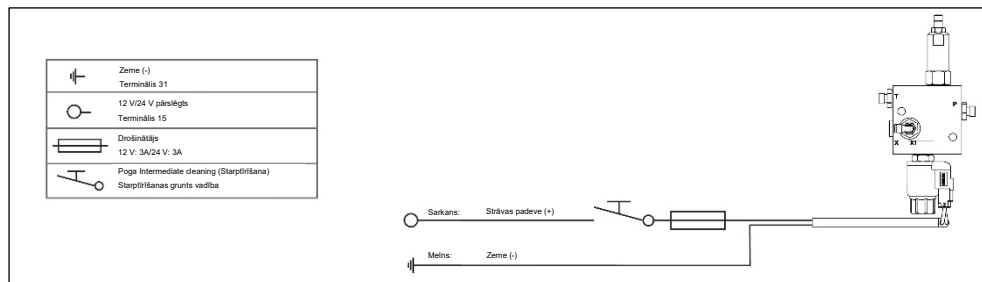 Zeme (-)
Terminālis 31
12 V/24 V pārslēgts
Terminālis 15
Drošinātājs
12 V: 3A/24 V: 3A
Poga Intermediate cleaning (Starptīrīšana)
Starptīrīšanas grunts vadība
T
P
X X1
Sarkans: Strāvas padeve (+)
Melns: Zeme (-)